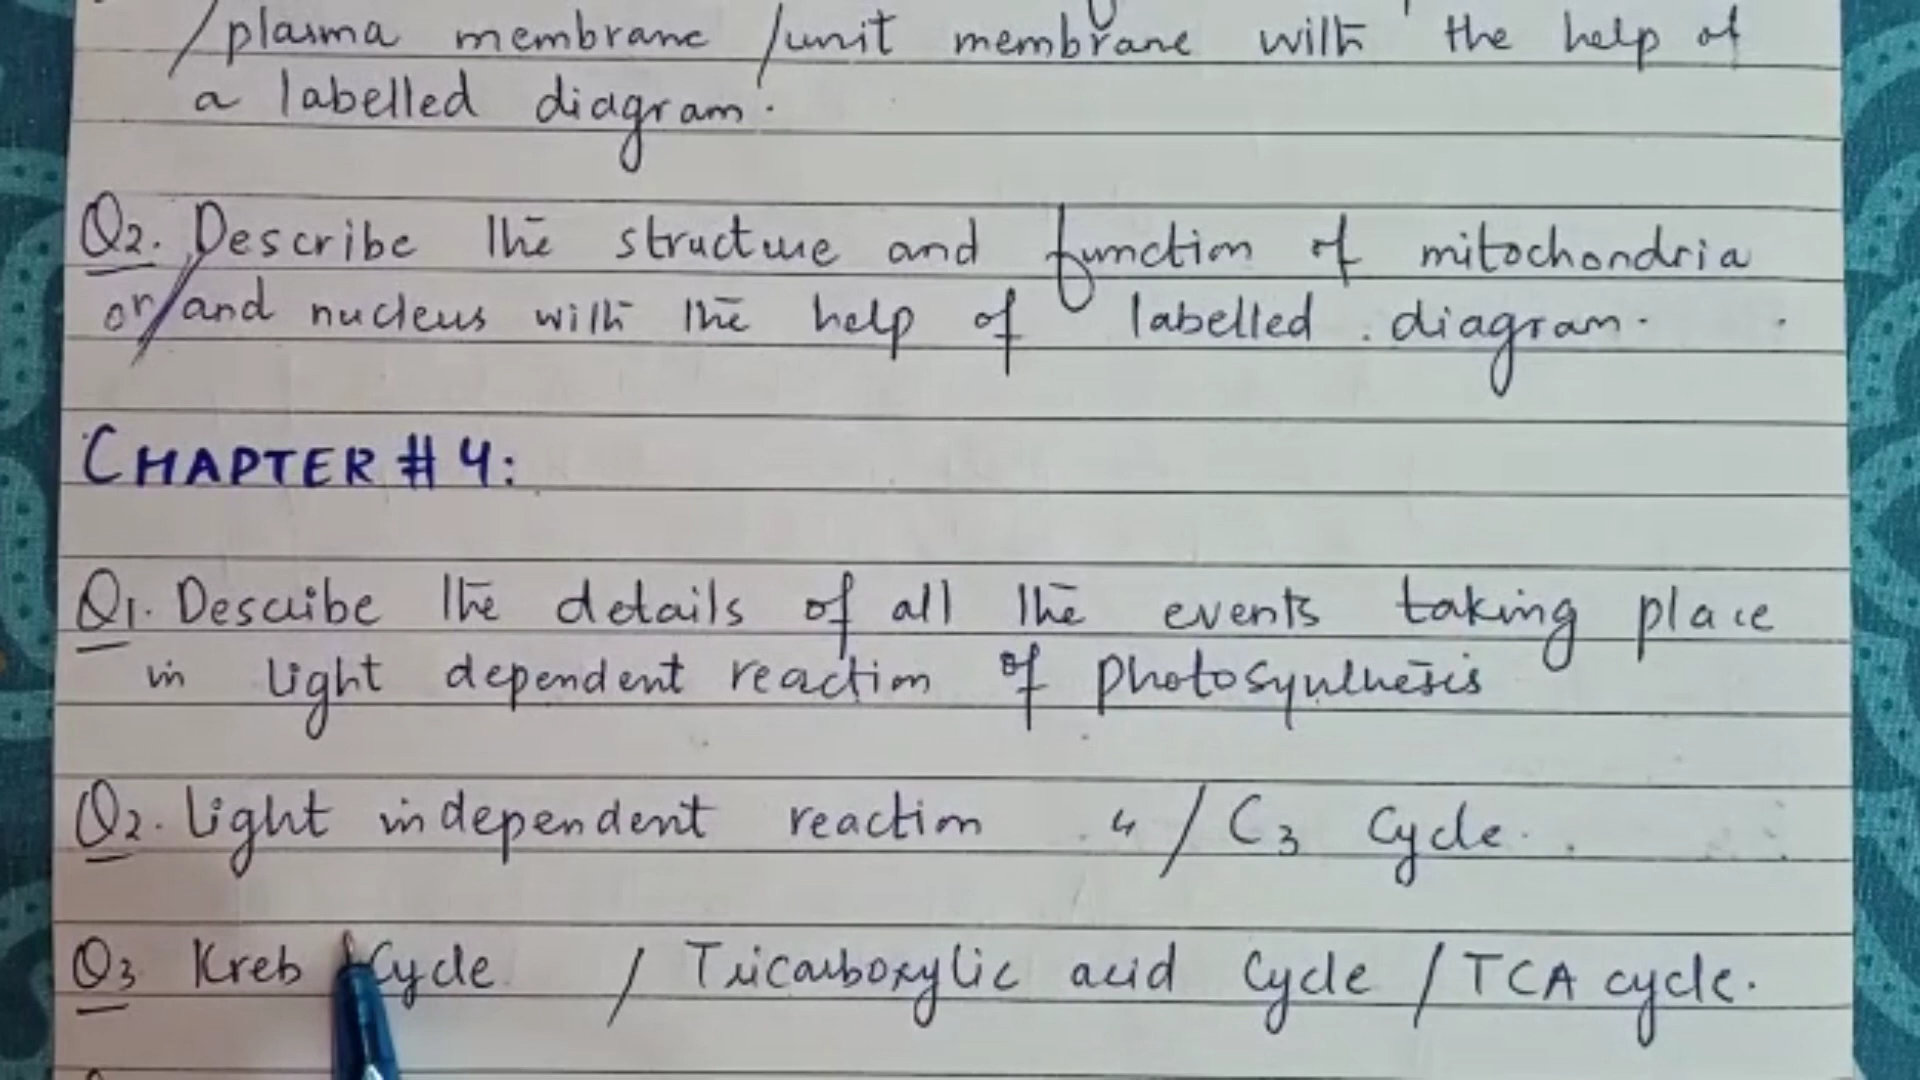 /plasma membrane /unit membrane with the help of
a labelled diagram.
Q2. Describe the structure and function of mitochondria
or/and nucleus with the help of labelled diagram.
CHAPTER # 4:
Q1. Describe the details of all the events taking place
in light dependent reaction of photosynthesis
Q2. Light independent reaction " / C3 Cycle.
Q3 Kreb Cycle / Tricarboxylic acid Cycle / TCA cycle.